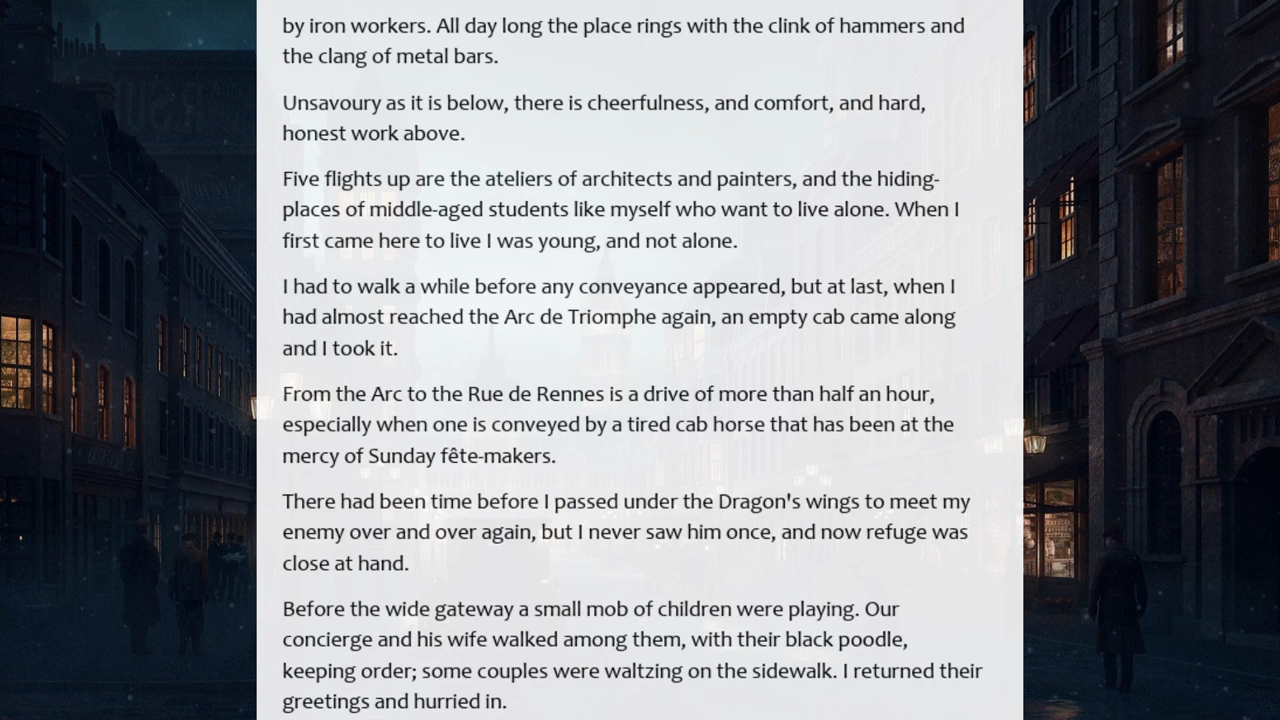 by iron workers. All day long the place rings with the clink of hammers and
the clang of metal bars.
Unsavoury as it is below, there is cheerfulness, and comfort, and hard,
honest work above.
Five flights up are the ateliers of architects and painters, and the hiding-
places of middle-aged students like myself who want to live alone. When I
first came here to live I was young, and not alone.
I had to walk a while before any conveyance appeared, but at last, when I
had almost reached the Arc de Triomphe again, an empty cab came along
and I took it.
From the Arc to the Rue de Rennes is a drive of more than half an hour,
especially when one is conveyed by a tired cab horse that has been at the
mercy of Sunday fête-makers.
There had been time before I passed under the Dragon's wings to meet my
enemy over and over again, but I never saw him once, and now refuge was
close at hand.
Before the wide gateway a small mob of children were playing. Our
concierge and his wife walked among them, with their black poodle,
keeping order; some couples were waltzing on the sidewalk. I returned their
greetings and hurried in.